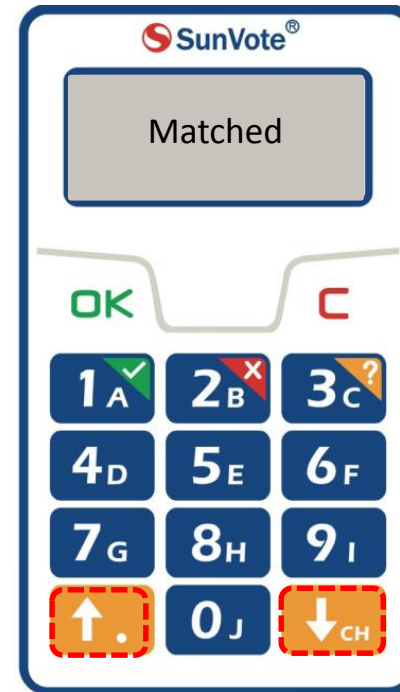 SunVote®
Matched
OK C
1A 2B 3C?
4D 5E 6F
7G 8H 9I
. 0J CH